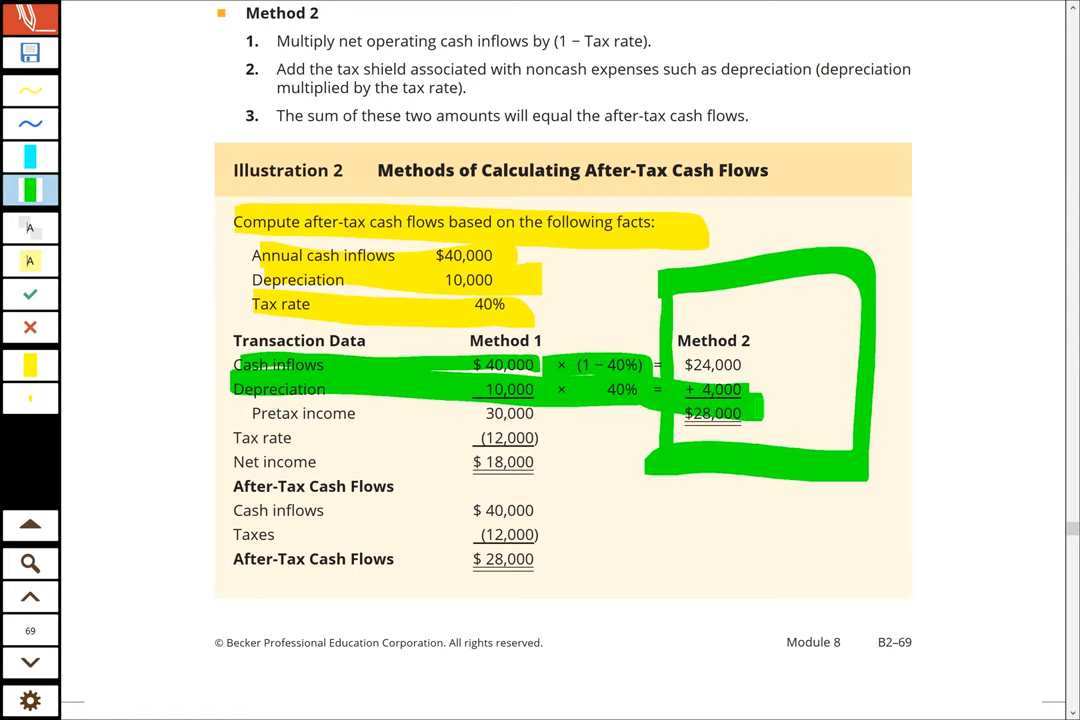 Method 2
1. Multiply net operating cash inflows by (1 − Tax rate).
2. Add the tax shield associated with noncash expenses such as depreciation (depreciation
multiplied by the tax rate).
3. The sum of these two amounts will equal the after-tax cash flows.
Illustration 2 Methods of Calculating After-Tax Cash Flows
Compute after-tax cash flows based on the following facts:
Annual cash inflows $40,000
Depreciation 10,000
Tax rate 40%
Transaction Data Method 1 Method 2
Cash inflows $ 40,000 × (1 − 40%) = $24,000
Depreciation 10,000 × 40% = + 4,000
Pretax income 30,000 $28,000
Tax rate (12,000)
Net income $ 18,000
After-Tax Cash Flows
Cash inflows $ 40,000
Taxes (12,000)
After-Tax Cash Flows $ 28,000
© Becker Professional Education Corporation. All rights reserved. Module 8 B2–69
A
A
69